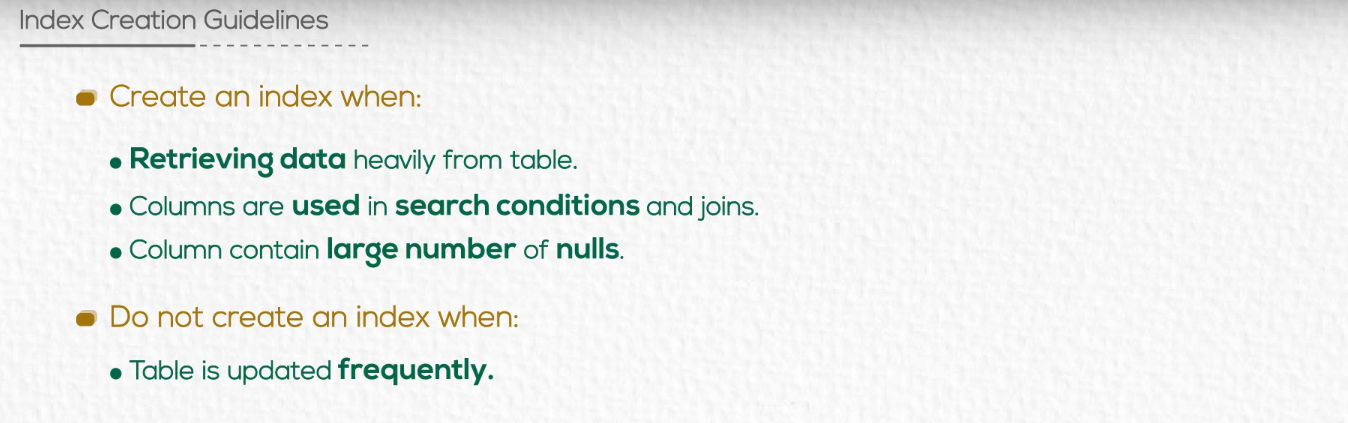 Index Creation Guidelines
Create an index when:
Retrieving data heavily from table.
Columns are used in search conditions and joins.
Column contain large number of nulls.
Do not create an index when:
Table is updated frequently.